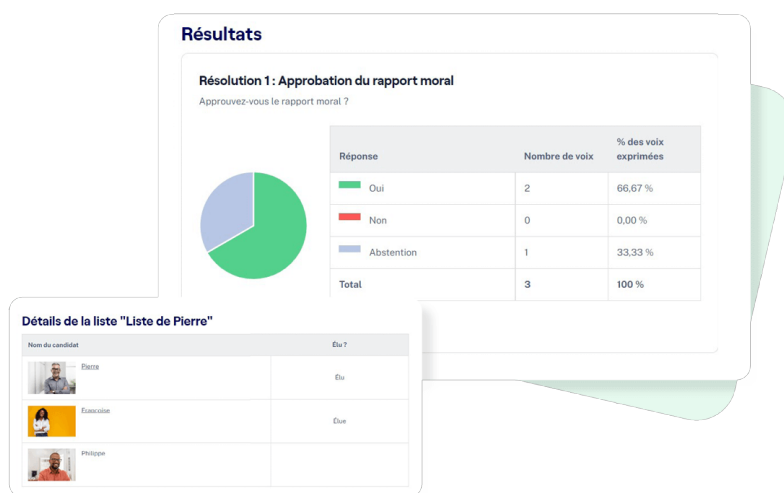 Résultats
Résolution 1 : Approbation du rapport moral
Approuvez-vous le rapport moral ?
Réponse Nombre de voix % des voix exprimées
Oui 2 66,67 %
Non 0 0,00 %
Abstention 1 33,33 %
Total 3 100 %
Détails de la liste "Liste de Pierre"
Nom du candidat Élu ?
Pierre Élu
Françoise Élue
Philippe